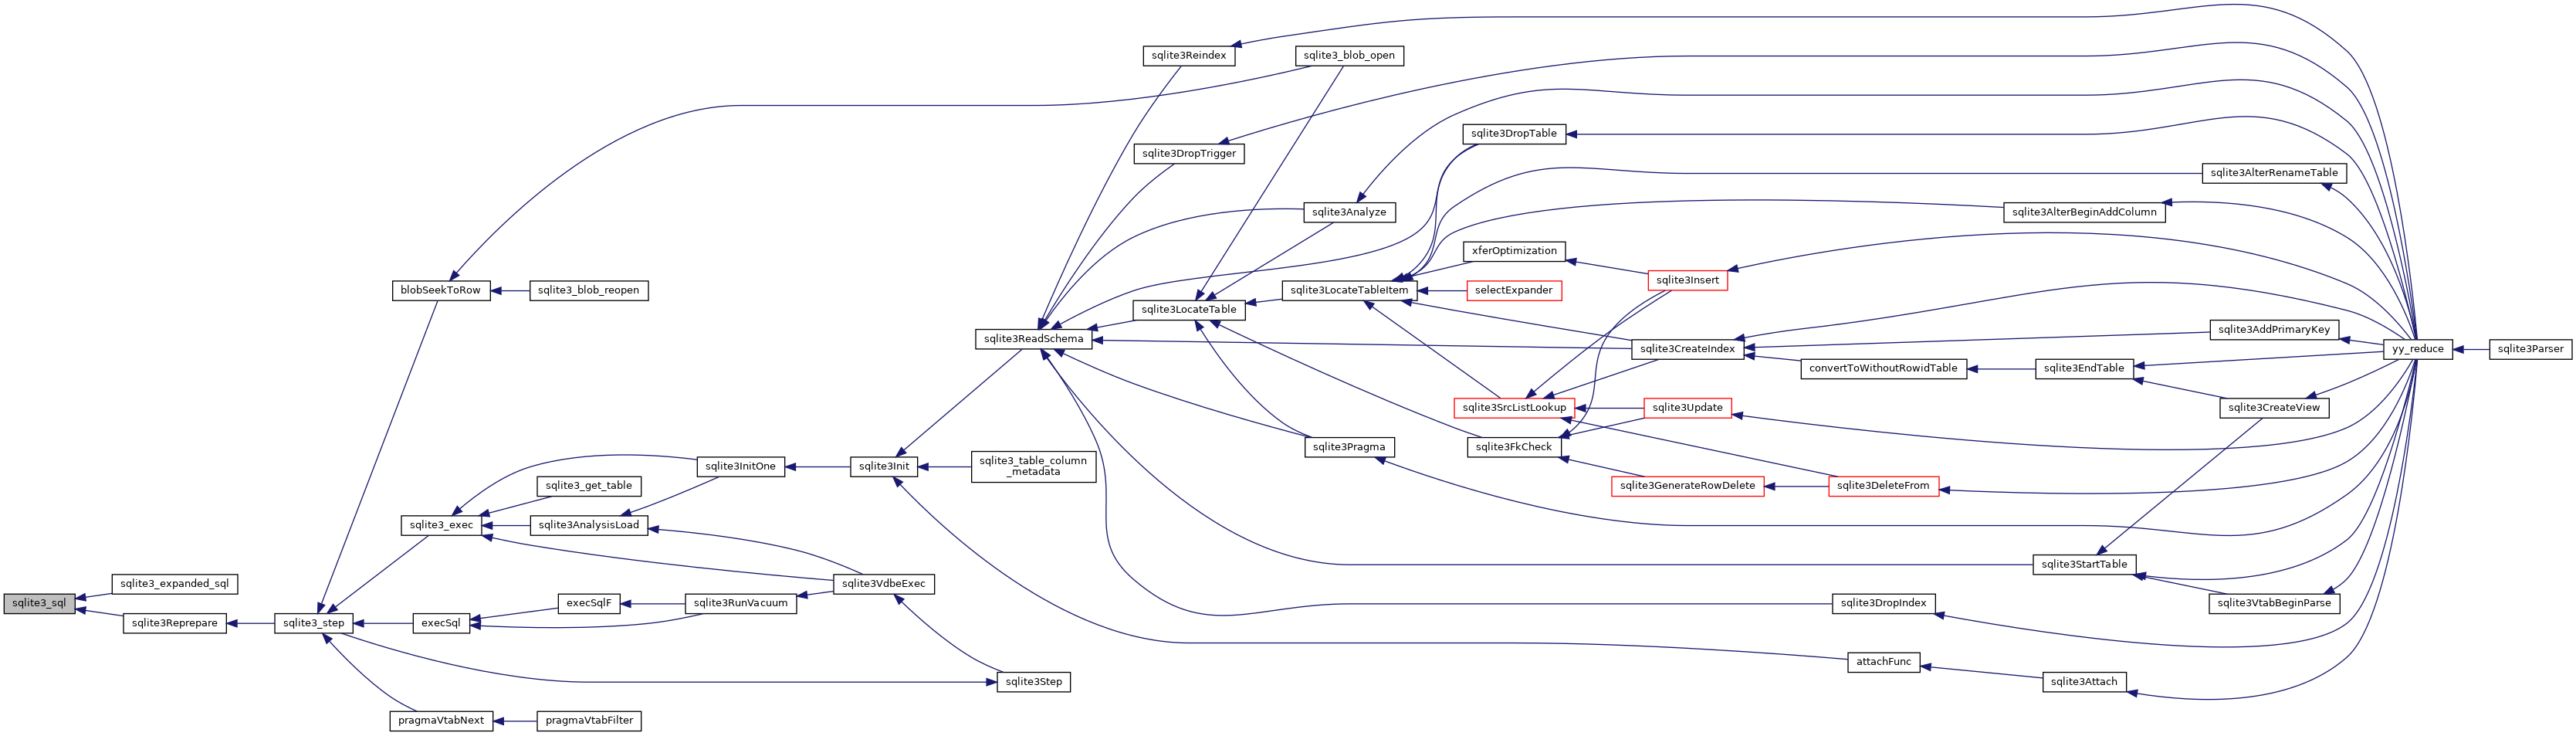 sqlite3Reindex
sqlite3_blob_open
sqlite3DropTable
sqlite3DropTrigger
sqlite3AlterRenameTable
sqlite3Analyze
sqlite3AlterBeginAddColumn
xferOptimization
sqlite3Insert
blobSeekToRow
sqlite3_blob_reopen
sqlite3LocateTableItem
selectExpander
sqlite3LocateTable
sqlite3AddPrimaryKey
sqlite3ReadSchema
sqlite3CreateIndex
yy_reduce
sqlite3Parser
convertToWithoutRowidTable
sqlite3EndTable
sqlite3SrcListLookup
sqlite3Update
sqlite3CreateView
sqlite3Pragma
sqlite3FkCheck
sqlite3InitOne
sqlite3Init
sqlite3_table_column
_metadata
sqlite3_get_table
sqlite3GenerateRowDelete
sqlite3DeleteFrom
sqlite3_exec
sqlite3AnalysisLoad
sqlite3StartTable
sqlite3_expanded_sql
sqlite3VdbeExec
sqlite3_sql
execSqlF
sqlite3RunVacuum
sqlite3DropIndex
sqlite3VtabBeginParse
sqlite3Reprepare
sqlite3_step
execSql
attachFunc
sqlite3Step
sqlite3Attach
pragmaVtabNext
pragmaVtabFilter